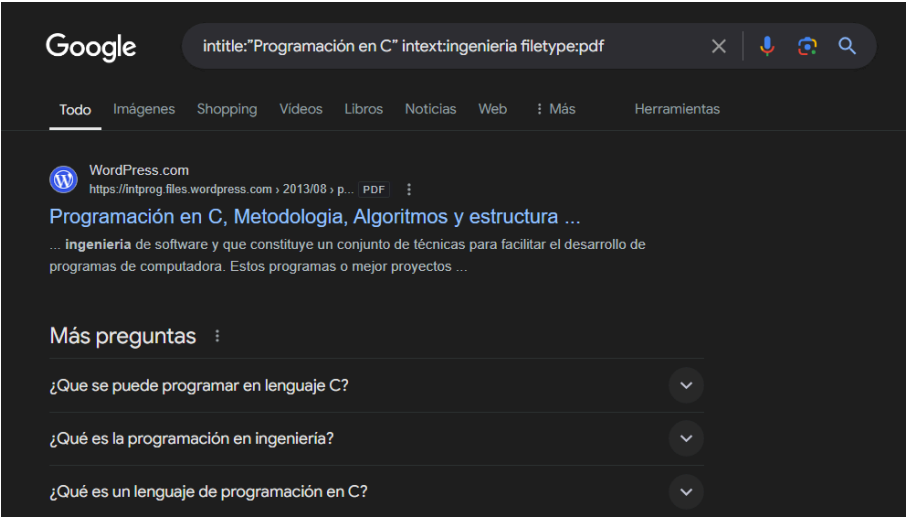 Google
intitle:"Programación en C” intext:ingenieria filetype:pdf
Todo Imágenes Shopping Videos Libros Noticias Web Más Herramientas
WordPress.com
https://intprog.files.wordpress.com › 2013/08 › p... PDF
Programación en C, Metodologia, Algoritmos y estructura ...
... ingenieria de software y que constituye un conjunto de técnicas para facilitar el desarrollo de
programas de computadora. Estos programas o mejor proyectos ...
Más preguntas
¿Que se puede programar en lenguaje C?
¿Qué es la programación en ingeniería?
¿Qué es un lenguaje de programación en C?